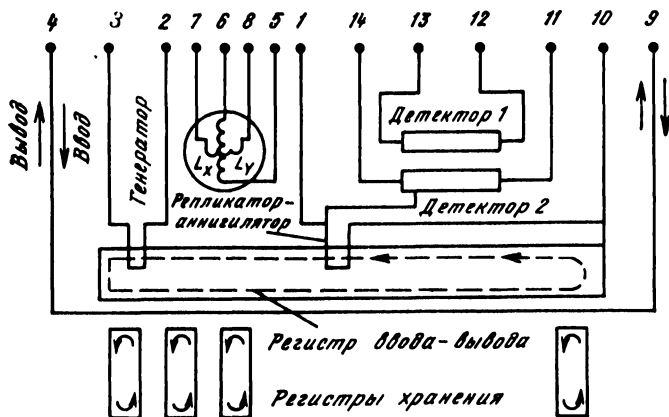 4 3 2 7 6 8 5 1 14 13 12 11 10 9
Вывод
Ввод
Генератор
Lx Ly
Детектор 1
Детектор 2
Репликатор-
аннигилятор
Регистр ввода-вывода
Регистры хранения